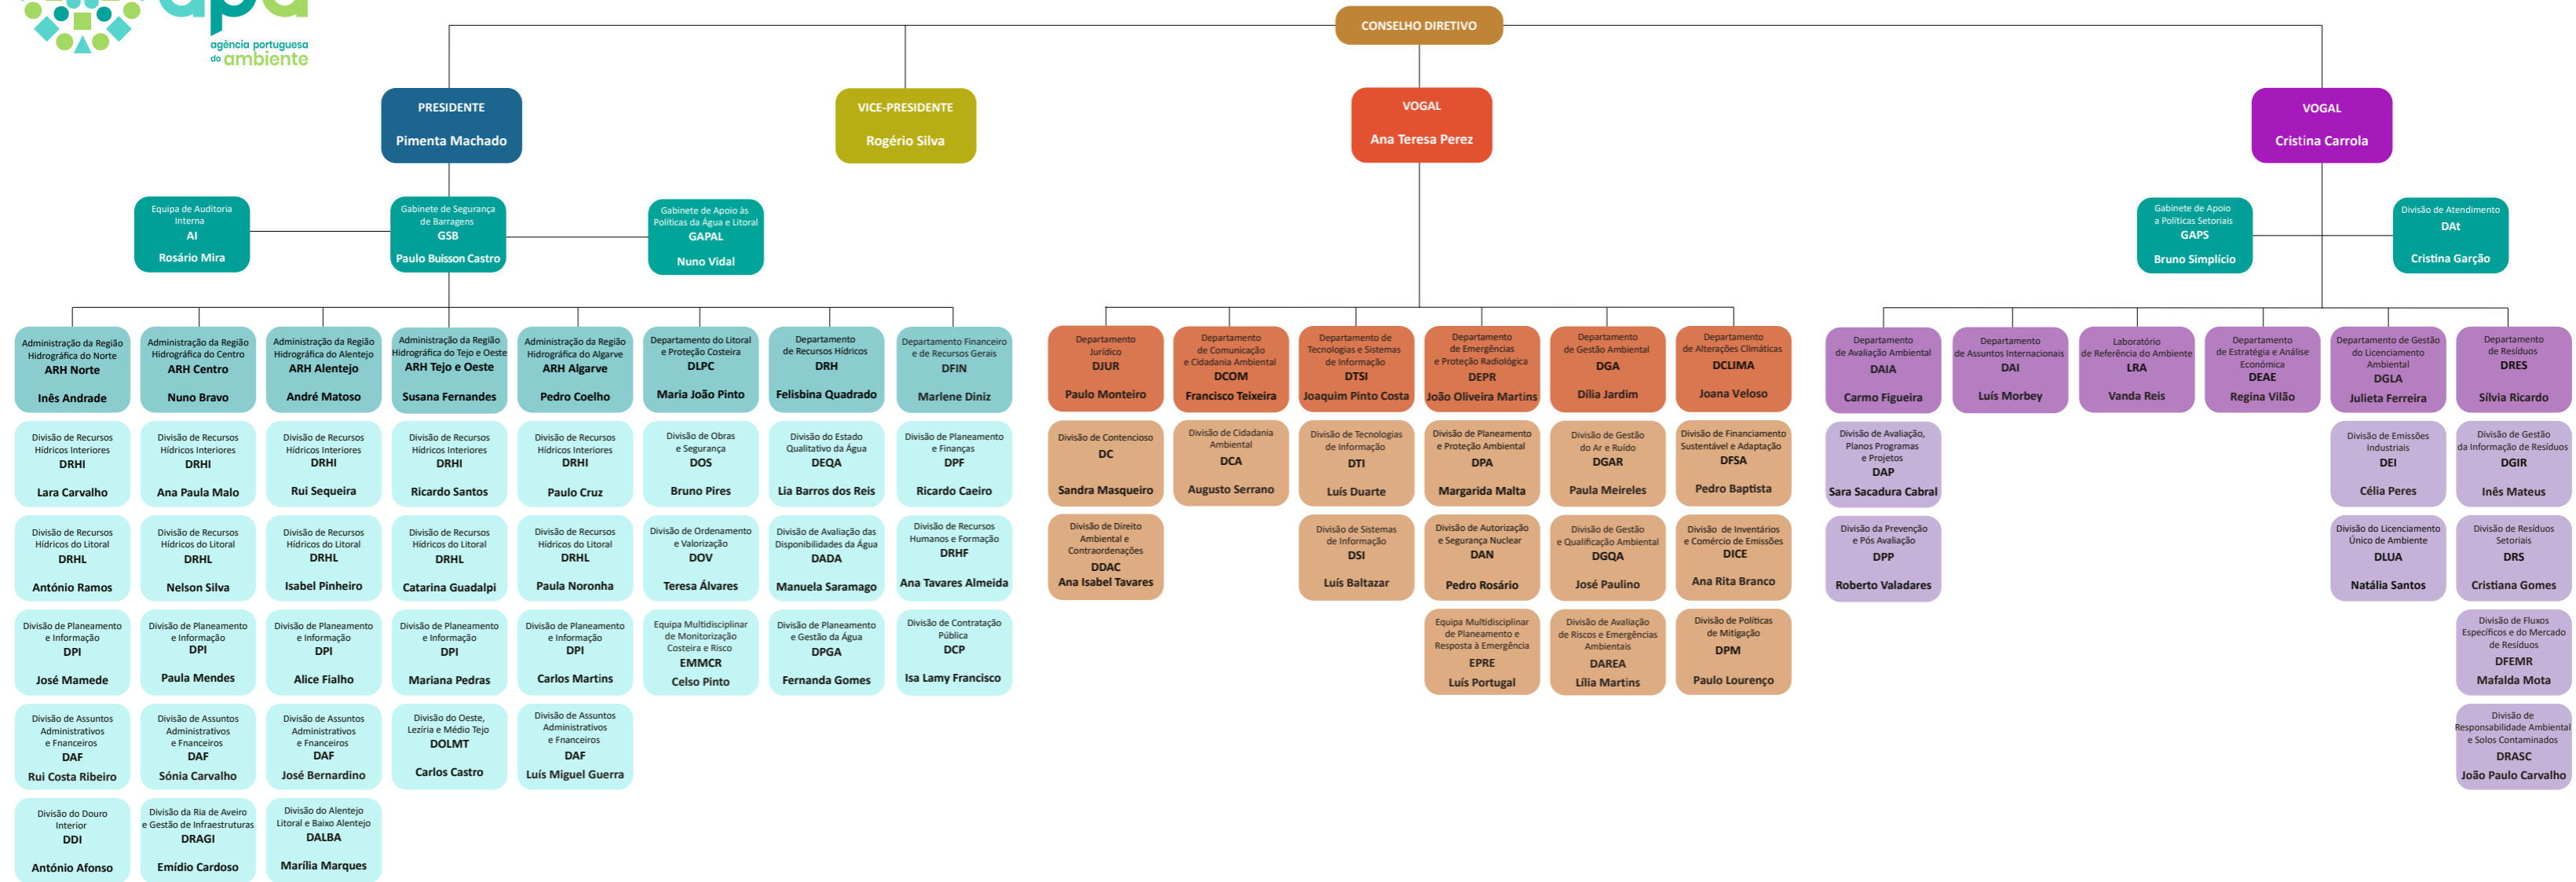 apa
agência portuguesa
do ambiente
CONSELHO DIRETIVO
PRESIDENTE
Pimenta Machado
VICE-PRESIDENTE
Rogério Silva
VOGAL
Ana Teresa Perez
VOGAL
Cristina Carrola
Equipa de Auditoria
Interna
AI
Rosário Mira
Gabinete de Segurança
de Barragens
GSB
Paulo Buisson Castro
Gabinete de Apoio às
Políticas da Água e Litoral
GAPAL
Nuno Vidal
Gabinete de Apoio
a Políticas Setoriais
GAPS
Bruno Simplício
Divisão de Atendimento
DAt
Cristina Garção
Administração da Região
Hidrográfica do Norte
ARH Norte
Inês Andrade
Administração da Região
Hidrográfica do Centro
ARH Centro
Nuno Bravo
Administração da Região
Hidrográfica do Alentejo
ARH Alentejo
André Matoso
Administração da Região
Hidrográfica do Tejo e Oeste
ARH Tejo e Oeste
Susana Fernandes
Administração da Região
Hidrográfica do Algarve
ARH Algarve
Pedro Coelho
Departamento do Litoral
e Proteção Costeira
DLPC
Maria João Pinto
Departamento
de Recursos Hídricos
DRH
Felisbina Quadrado
Departamento Financeiro
e de Recursos Gerais
DFIN
Marlene Diniz
Departamento
Jurídico
DJUR
Paulo Monteiro
Departamento
de Comunicação
e Cidadania Ambiental
DCOM
Francisco Teixeira
Departamento de
Tecnologias e Sistemas
de Informação
DTSI
Joaquim Pinto Costa
Departamento
de Emergências
e Proteção Radiológica
DEPR
João Oliveira Martins
Departamento
de Gestão Ambiental
DGA
Dília Jardim
Departamento
de Alterações Climáticas
DCLIMA
Joana Veloso
Departamento
de Avaliação Ambiental
DAIA
Carmo Figueira
Departamento
de Assuntos Internacionais
DAI
Luís Morbey
Laboratório
de Referência do Ambiente
LRA
Vanda Reis
Departamento
de Estratégia e Análise
Económica
DEAE
Regina Vilão
Departamento de Gestão
do Licenciamento
Ambiental
DGLA
Julieta Ferreira
Departamento
de Resíduos
DRES
Sílvia Ricardo
Divisão de Recursos
Hídricos Interiores
DRHI
Lara Carvalho
Divisão de Recursos
Hídricos Interiores
DRHI
Ana Paula Malo
Divisão de Recursos
Hídricos Interiores
DRHI
Rui Sequeira
Divisão de Recursos
Hídricos Interiores
DRHI
Ricardo Santos
Divisão de Recursos
Hídricos Interiores
DRHI
Paulo Cruz
Divisão de Obras
e Segurança
DOS
Bruno Pires
Divisão do Estado
Qualitativo da Água
DEQA
Lia Barros dos Reis
Divisão de Planeamento
e Finanças
DPF
Ricardo Caeiro
Divisão de Contencioso
DC
Sandra Masqueiro
Divisão de Cidadania
Ambiental
DCA
Augusto Serrano
Divisão de Tecnologias
de Informação
DTI
Luís Duarte
Divisão de Planeamento
e Proteção Ambiental
DPA
Margarida Malta
Divisão de Gestão
do Ar e Ruído
DGAR
Paula Meireles
Divisão de Financiamento
Sustentável e Adaptação
DFSA
Pedro Baptista
Divisão de Avaliação,
Planos Programas
e Projetos
DAP
Sara Sacadura Cabral
Divisão de Emissões
Industriais
DEI
Célia Peres
Divisão de Gestão
da Informação de Resíduos
DGIR
Inês Mateus
Divisão de Recursos
Hídricos do Litoral
DRHL
António Ramos
Divisão de Recursos
Hídricos do Litoral
DRHL
Nelson Silva
Divisão de Recursos
Hídricos do Litoral
DRHL
Isabel Pinheiro
Divisão de Recursos
Hídricos do Litoral
DRHL
Catarina Guadalpi
Divisão de Recursos
Hídricos do Litoral
DRHL
Paula Noronha
Divisão de Ordenamento
e Valorização
DOV
Teresa Álvares
Divisão de Avaliação das
Disponibilidades da Água
DADA
Manuela Saramago
Divisão de Recursos
Humanos e Formação
DRHF
Ana Tavares Almeida
Divisão de Direito
Ambiental e
Contraordenações
DDAC
Ana Isabel Tavares
Divisão de Sistemas
de Informação
DSI
Luís Baltazar
Divisão de Autorização
e Segurança Nuclear
DAN
Pedro Rosário
Divisão de Gestão
e Qualificação Ambiental
DGQA
José Paulino
Divisão de Inventários
e Comércio de Emissões
DICE
Ana Rita Branco
Divisão da Prevenção
e Pós Avaliação
DPP
Roberto Valadares
Divisão do Licenciamento
Único de Ambiente
DLUA
Natália Santos
Divisão de Resíduos
Setoriais
DRS
Cristiana Gomes
Divisão de Planeamento
e Informação
DPI
José Mamede
Divisão de Planeamento
e Informação
DPI
Paula Mendes
Divisão de Planeamento
e Informação
DPI
Alice Fialho
Divisão de Planeamento
e Informação
DPI
Mariana Pedras
Divisão de Planeamento
e Informação
DPI
Carlos Martins
Equipa Multidisciplinar
de Monitorização
Costeira e Risco
EMMCR
Celso Pinto
Divisão de Planeamento
e Gestão da Água
DPGA
Fernanda Gomes
Divisão de Contratação
Pública
DCP
Isa Lamy Francisco
Equipa Multidisciplinar
de Planeamento e
Resposta à Emergência
EPRE
Luís Portugal
Divisão de Avaliação
de Riscos e Emergências
Ambientais
DAREA
Lília Martins
Divisão de Políticas
de Mitigação
DPM
Paulo Lourenço
Divisão de Fluxos
Específicos e do Mercado
de Resíduos
DFEMR
Mafalda Mota
Divisão de Assuntos
Administrativos
e Fnanceiros
DAF
Rui Costa Ribeiro
Divisão de Assuntos
Administrativos
e Fnanceiros
DAF
Sónia Carvalho
Divisão de Assuntos
Administrativos
e Fnanceiros
DAF
José Bernardino
Divisão do Oeste,
Lezíria e Médio Tejo
DOLMT
Carlos Castro
Divisão de Assuntos
Administrativos
e Fnanceiros
DAF
Luís Miguel Guerra
Divisão de
Responsabilidade Ambiental
e Solos Contaminados
DRASC
João Paulo Carvalho
Divisão do Douro
Interior
DDI
António Afonso
Divisão da Ria de Aveiro
e Gestão de Infraestruturas
DRAGI
Emídio Cardoso
Divisão do Alentejo
Litoral e Baixo Alentejo
DALBA
Marília Marques